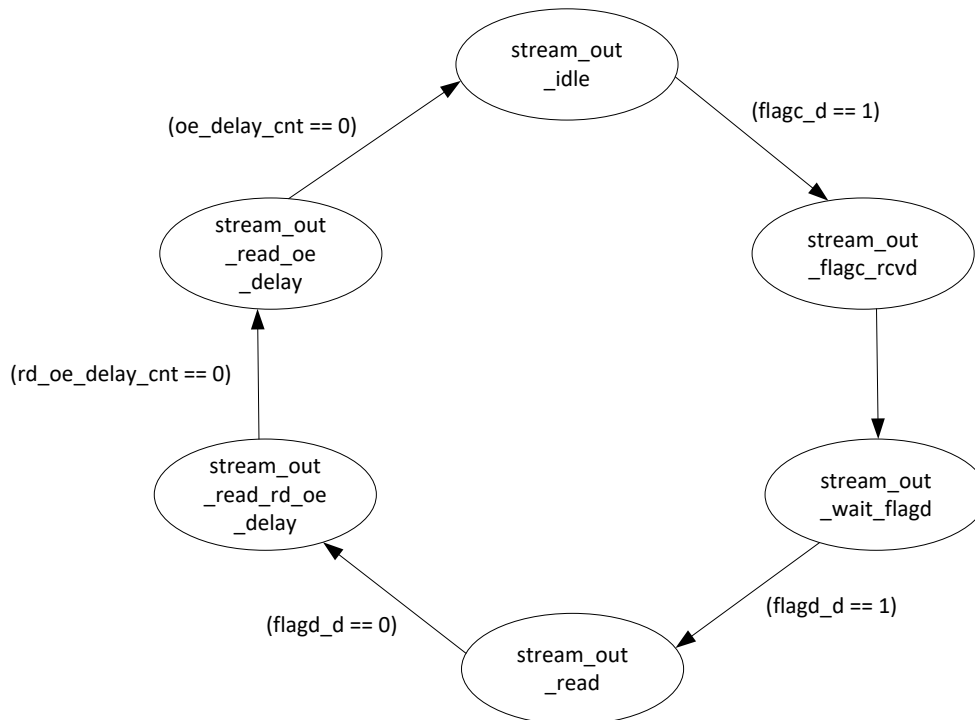 stream_out
_idle
(oe_delay_cnt == 0)
(flagc_d == 1)
stream_out
_read_oe
_delay
stream_out
_flagc_rcvd
(rd_oe_delay_cnt == 0)
stream_out
_read_rd_oe
_delay
stream_out
_wait_flagd
(flagd_d == 0)
(flagd_d == 1)
stream_out
_read